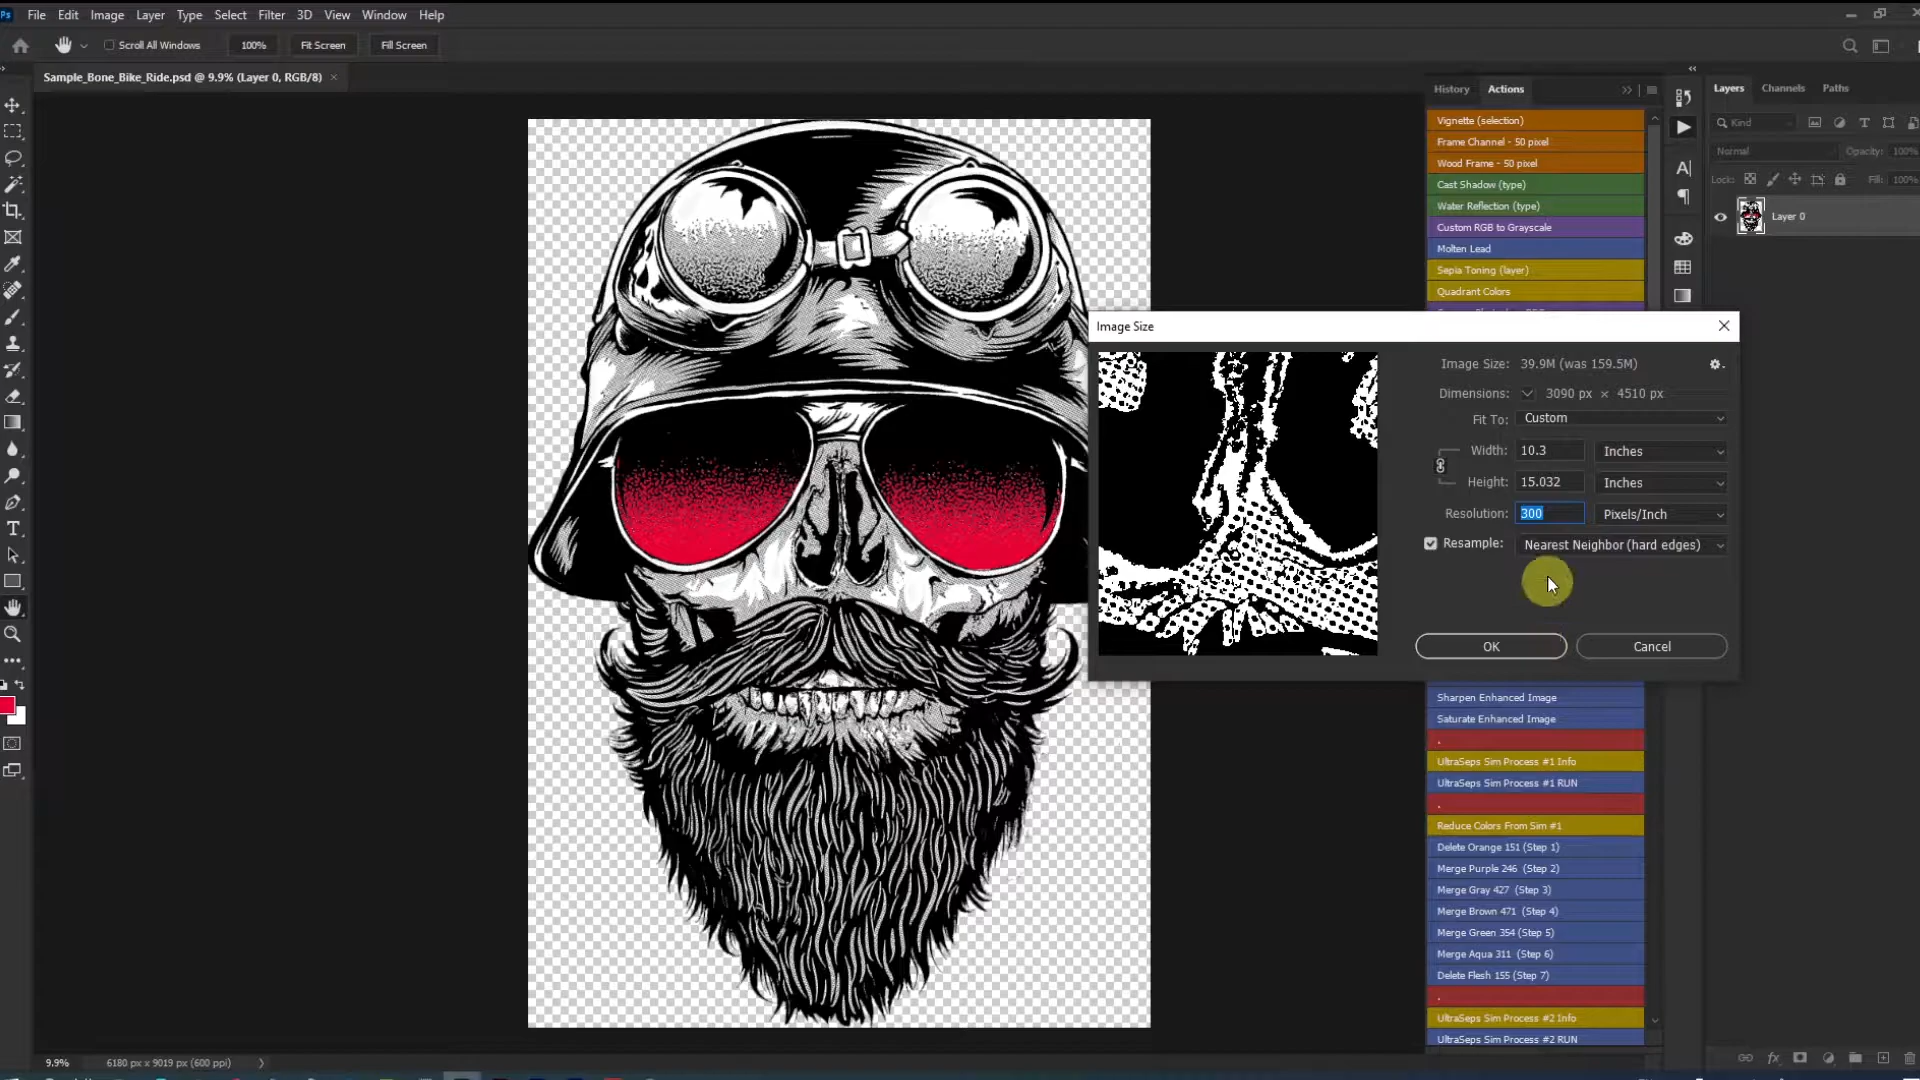 Ps File Edit Image Layer Type Select Filter 3D View Window Help
Scroll All Windows 100% Fit Screen Fill Screen
Sample_Bone_Bike_Ride.psd @ 9.9% (Layer 0, RGB/8) ×
History Actions
Layers Channels Paths
Kind
Normal Opacity: 100%
Lock: Fill: 100%
Layer 0
Vignette (selection)
Frame Channel - 50 pixel
Wood Frame - 50 pixel
Cast Shadow (type)
Water Reflection (type)
Custom RGB to Grayscale
Molten Lead
Sepia Toning (layer)
Quadrant Colors
Image Size
Image Size: 39.9M (was 159.5M)
Dimensions: 3090 px × 4510 px
Fit To: Custom
Width: 10.3 Inches
Height: 15.032 Inches
Resolution: 300 Pixels/Inch
Resample: Nearest Neighbor (hard edges)
OK Cancel
Sharpen Enhanced Image
Saturate Enhanced Image
.
UltraSeps Sim Process #1 Info
UltraSeps Sim Process #1 RUN
.
Reduce Colors From Sim #1
Delete Orange 151 (Step 1)
Merge Purple 246 (Step 2)
Merge Gray 427 (Step 3)
Merge Brown 471 (Step 4)
Merge Green 354 (Step 5)
Merge Aqua 311 (Step 6)
Delete Flesh 155 (Step 7)
.
UltraSeps Sim Process #2 Info
UltraSeps Sim Process #2 RUN
9.9% 6180 px x 9019 px (600 ppi)